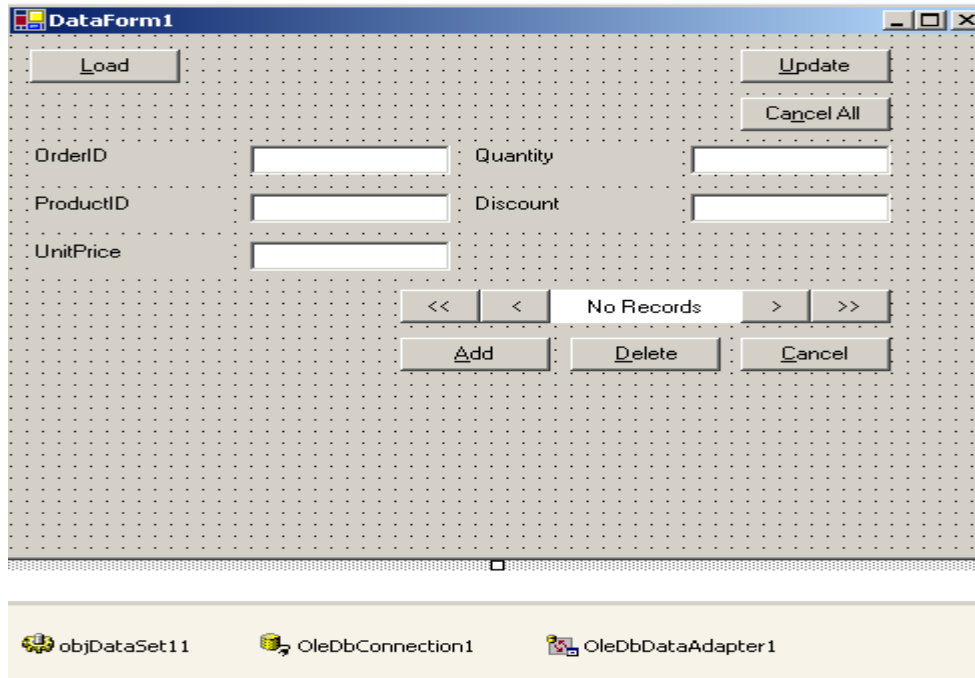 DataForm1
Load Update
Cancel All
OrderID Quantity
ProductID Discount
UnitPrice
<< < No Records > >>
Add Delete Cancel
objDataSet11 OleDbConnection1 OleDbDataAdapter1